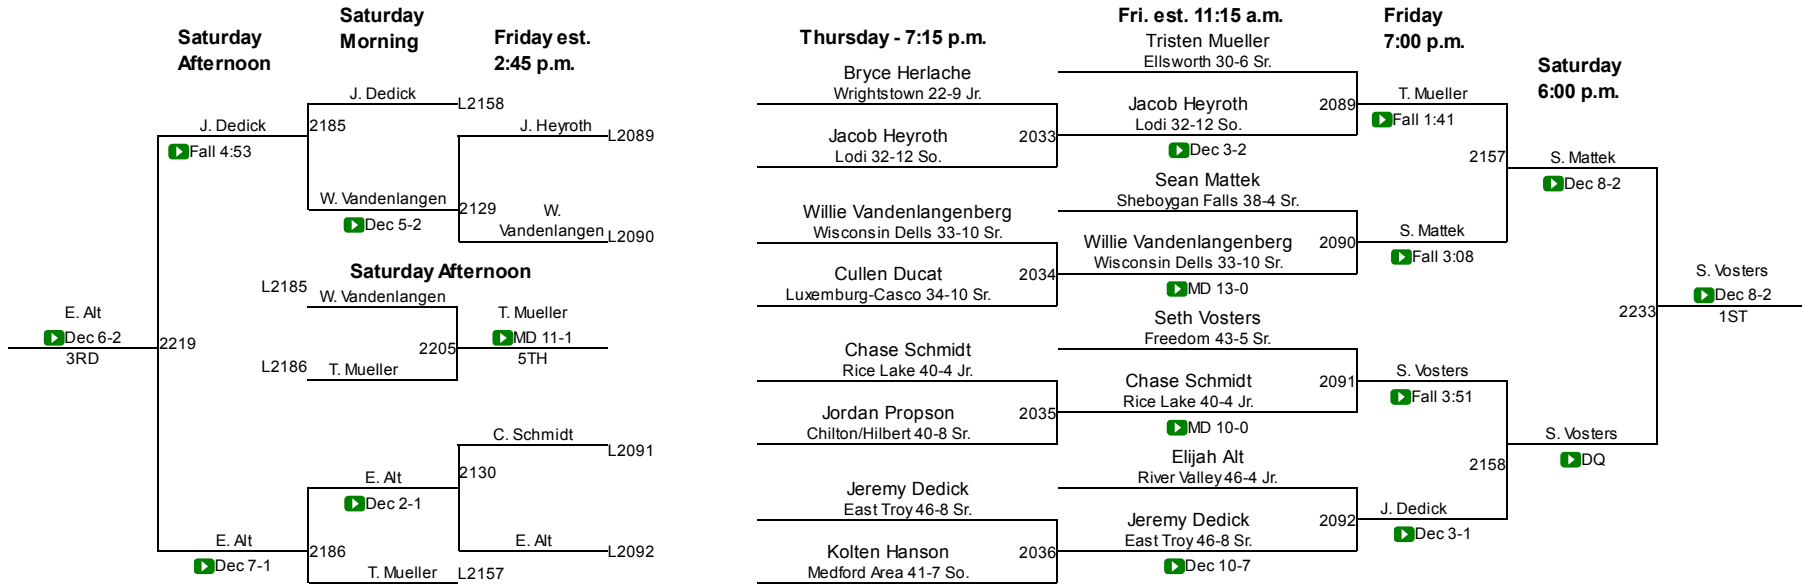 Saturday
Afternoon
Saturday
Morning
Friday est.
2:45 p.m.
J. Dedick
L2158
J. Dedick
2185
Fall 4:53
J. Heyroth
L2089
W. Vandenlangen
2129
Dec 5-2
W.
Vandenlangen
L2090
Saturday Afternoon
L2185
W. Vandenlangen
E. Alt
Dec 6-2
3RD
2219
T. Mueller
2205
MD 11-1
5TH
L2186
T. Mueller
C. Schmidt
L2091
2130
E. Alt
Dec 2-1
E. Alt
L2092
E. Alt
2186
Dec 7-1
T. Mueller
L2157
Thursday - 7:15 p.m.
Fri. est. 11:15 a.m.
Friday
7:00 p.m.
Saturday
6:00 p.m.
Bryce Herlache
Wrightstown 22-9 Jr.
Jacob Heyroth
Lodi 32-12 So.
2033
Willie Vandenlangenberg
Wisconsin Dells 33-10 Sr.
Cullen Ducat
Luxemburg-Casco 34-10 Sr.
2034
Chase Schmidt
Rice Lake 40-4 Jr.
Jordan Propson
Chilton/Hilbert 40-8 Sr.
2035
Jeremy Dedick
East Troy 46-8 Sr.
Kolten Hanson
Medford Area 41-7 So.
2036
Tristen Mueller
Ellsworth 30-6 Sr.
Jacob Heyroth
Lodi 32-12 So.
2089
Dec 3-2
Sean Mattek
Sheboygan Falls 38-4 Sr.
Willie Vandenlangenberg
Wisconsin Dells 33-10 Sr.
2090
MD 13-0
Seth Vosters
Freedom 43-5 Sr.
Chase Schmidt
Rice Lake 40-4 Jr.
2091
MD 10-0
Elijah Alt
River Valley 46-4 Jr.
Jeremy Dedick
East Troy 46-8 Sr.
2092
Dec 10-7
T. Mueller
Fall 1:41
2157
S. Mattek
Fall 3:08
S. Vosters
Fall 3:51
2158
J. Dedick
Dec 3-1
S. Mattek
Dec 8-2
2233
S. Vosters
DQ
S. Vosters
Dec 8-2
1ST